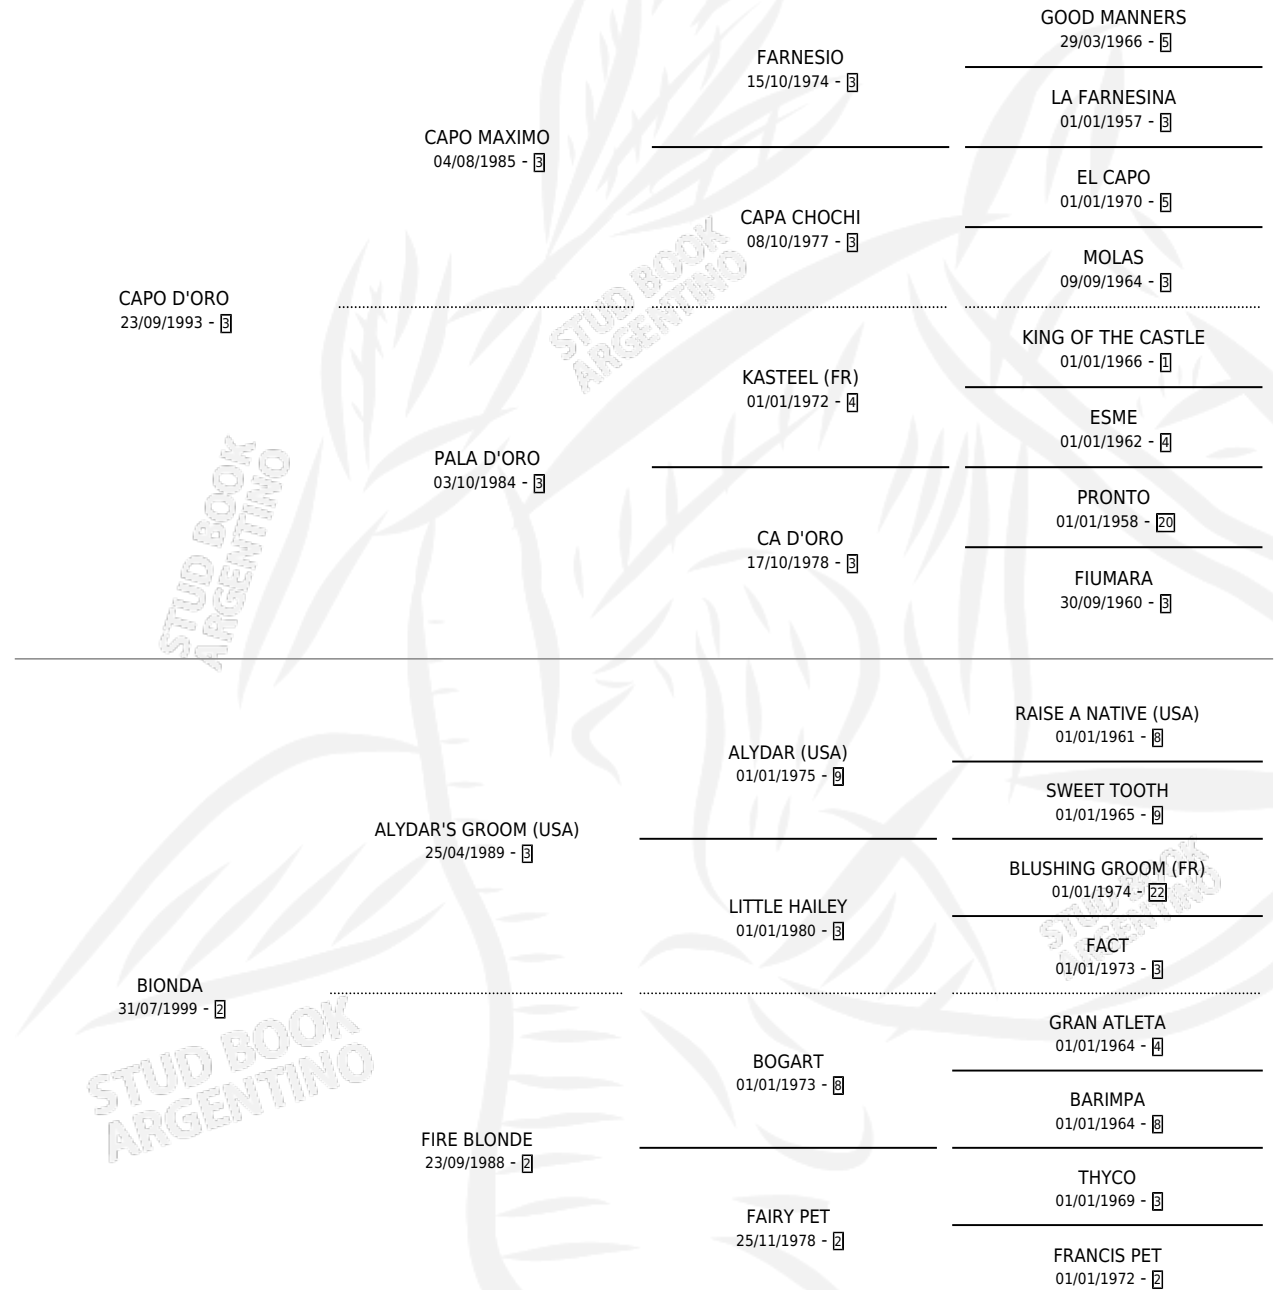 GOOD MANNERS
29/03/1966 - 5
FARNESIO
15/10/1974 - 3
LA FARNESINA
01/01/1957 - 3
CAPO MAXIMO
04/08/1985 - 3
EL CAPO
01/01/1970 - 5
CAPA CHOCHI
08/10/1977 - 3
MOLAS
09/09/1964 - 3
CAPO D'ORO
23/09/1993 - 3
STUD BOOK
ARGENTINO
KING OF THE CASTLE
01/01/1966 - 1
KASTEEL (FR)
01/01/1972 - 4
ESME
01/01/1962 - 4
PALA D'ORO
03/10/1984 - 3
PRONTO
01/01/1958 - 20
CA D'ORO
17/10/1978 - 3
FIUMARA
30/09/1960 - 3
STUD BOOK
ARGENTINO
RAISE A NATIVE (USA)
01/01/1961 - 8
ALYDAR (USA)
01/01/1975 - 9
SWEET TOOTH
01/01/1965 - 9
ALYDAR'S GROOM (USA)
25/04/1989 - 3
BLUSHING GROOM (FR)
01/01/1974 - 22
LITTLE HAILEY
01/01/1980 - 3
STUD BOOK
ARGENTINO
FACT
01/01/1973 - 3
BIONDA
31/07/1999 - 2
STUD BOOK
ARGENTINO
GRAN ATLETA
01/01/1964 - 4
BOGART
01/01/1973 - 8
BARIMPA
01/01/1964 - 8
FIRE BLONDE
23/09/1988 - 2
THYCO
01/01/1969 - 3
FAIRY PET
25/11/1978 - 2
FRANCIS PET
01/01/1972 - 2